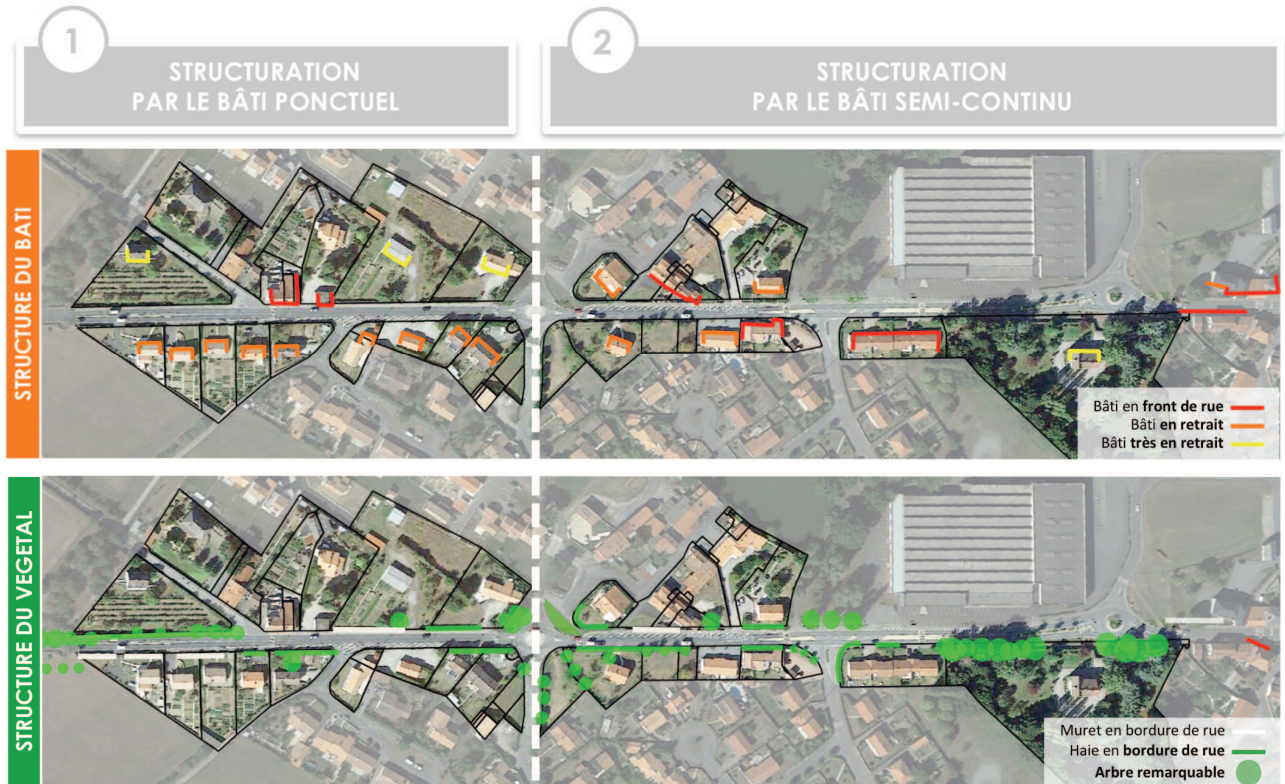 1
STRUCTURATION
PAR LE BÂTI PONCTUEL
2
STRUCTURATION
PAR LE BÂTI SEMI-CONTINU
STRUCTURE DU BATI
Bâti en front de rue
Bâti en retrait
Bâti très en retrait
STRUCTURE DU VEGETAL
Muret en bordure de rue
Haie en bordure de rue
Arbre remarquable